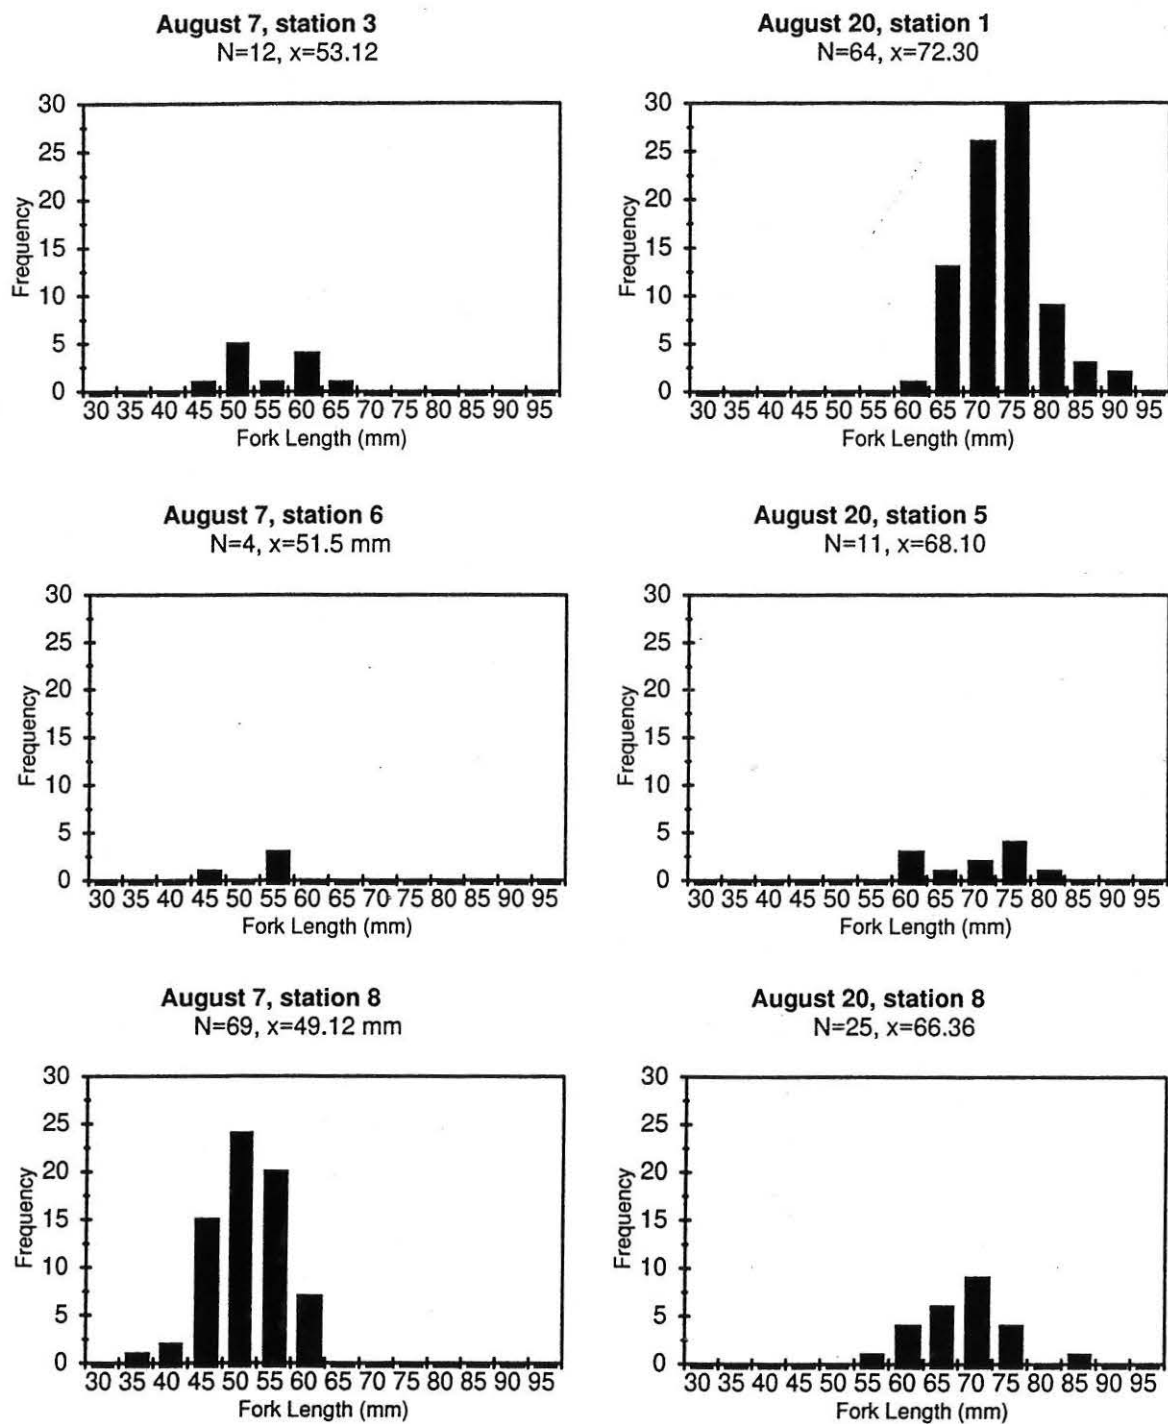 August 7, station 3
N=12, x=53.12
30
25
20
15
10
5
0
Frequency
30 35 40 45 50 55 60 65 70 75 80 85 90 95
Fork Length (mm)
August 20, station 1
N=64, x=72.30
30
25
20
15
10
5
0
Frequency
30 35 40 45 50 55 60 65 70 75 80 85 90 95
Fork Length (mm)
August 7, station 6
N=4, x=51.5 mm
30
25
20
15
10
5
0
Frequency
30 35 40 45 50 55 60 65 70 75 80 85 90 95
Fork Length (mm)
August 20, station 5
N=11, x=68.10
30
25
20
15
10
5
0
Frequency
30 35 40 45 50 55 60 65 70 75 80 85 90 95
Fork Length (mm)
August 7, station 8
N=69, x=49.12 mm
30
25
20
15
10
5
0
Frequency
30 35 40 45 50 55 60 65 70 75 80 85 90 95
Fork Length (mm)
August 20, station 8
N=25, x=66.36
30
25
20
15
10
5
0
Frequency
30 35 40 45 50 55 60 65 70 75 80 85 90 95
Fork Length (mm)